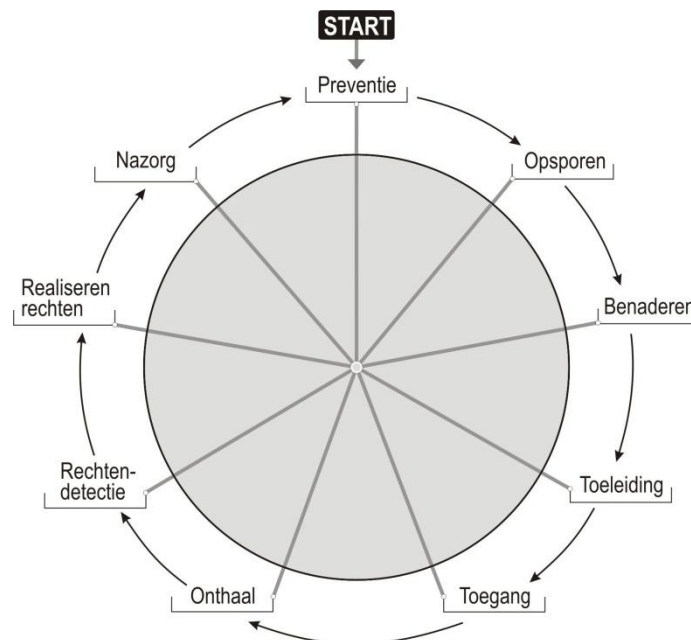 START
Preventie
Opsporen
Benaderen
Toeleiding
Toegang
Onthaal
Rechten-
detectie
Realiseren
rechten
Nazorg